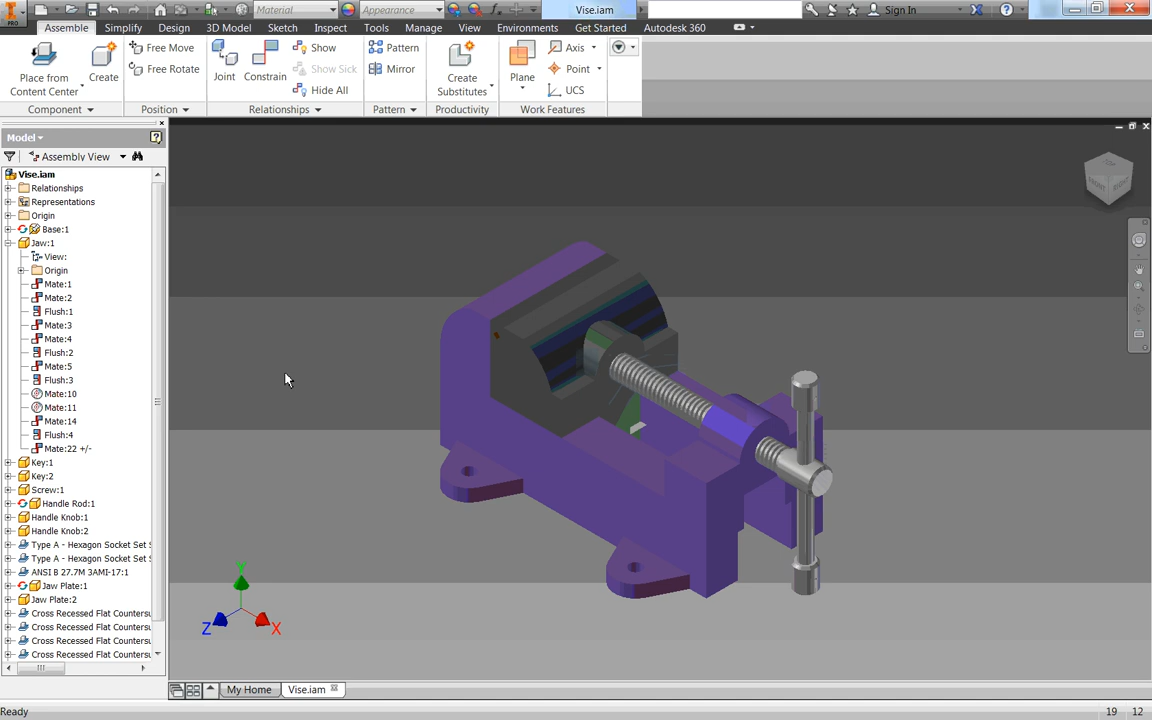 PRO
Material
Appearance
Vise.iam
Sign In
Assemble
Simplify
Design
3D Model
Sketch
Inspect
Tools
Manage
View
Environments
Get Started
Autodesk 360
Place from
Content Center
Create
Free Move
Free Rotate
Joint
Constrain
Show
Show Sick
Hide All
Pattern
Mirror
Create
Substitutes
Plane
Axis
Point
UCS
Component
Position
Relationships
Pattern
Productivity
Work Features
Model
Assembly View
Vise.iam
Relationships
Representations
Origin
Base:1
Jaw:1
View:
Origin
Mate:1
Mate:2
Flush:1
Mate:3
Mate:4
Flush:2
Mate:5
Flush:3
Mate:10
Mate:11
Mate:14
Flush:4
Mate:22 +/-
Key:1
Key:2
Screw:1
Handle Rod:1
Handle Knob:1
Handle Knob:2
Type A - Hexagon Socket Set S
Type A - Hexagon Socket Set S
ANSI B 27.7M 3AMI-17:1
Jaw Plate:1
Jaw Plate:2
Cross Recessed Flat Countersu
Cross Recessed Flat Countersu
Cross Recessed Flat Countersu
Cross Recessed Flat Countersu
FRONT
RIGHT
Y
Z
X
My Home
Vise.iam
Ready
19
12